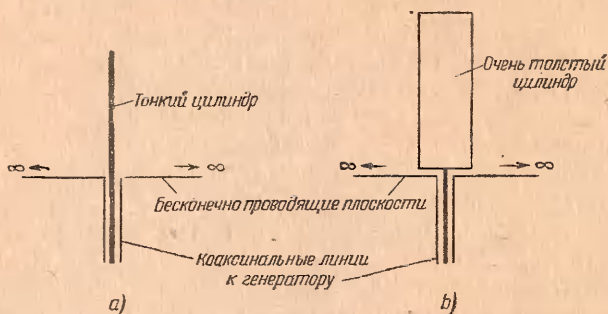 Тонкий цилиндр
Очень толстый
цилиндр
∞
∞
∞
∞
Бесконечно проводящие плоскости
Коаксиальные линии
к генератору
a)
b)